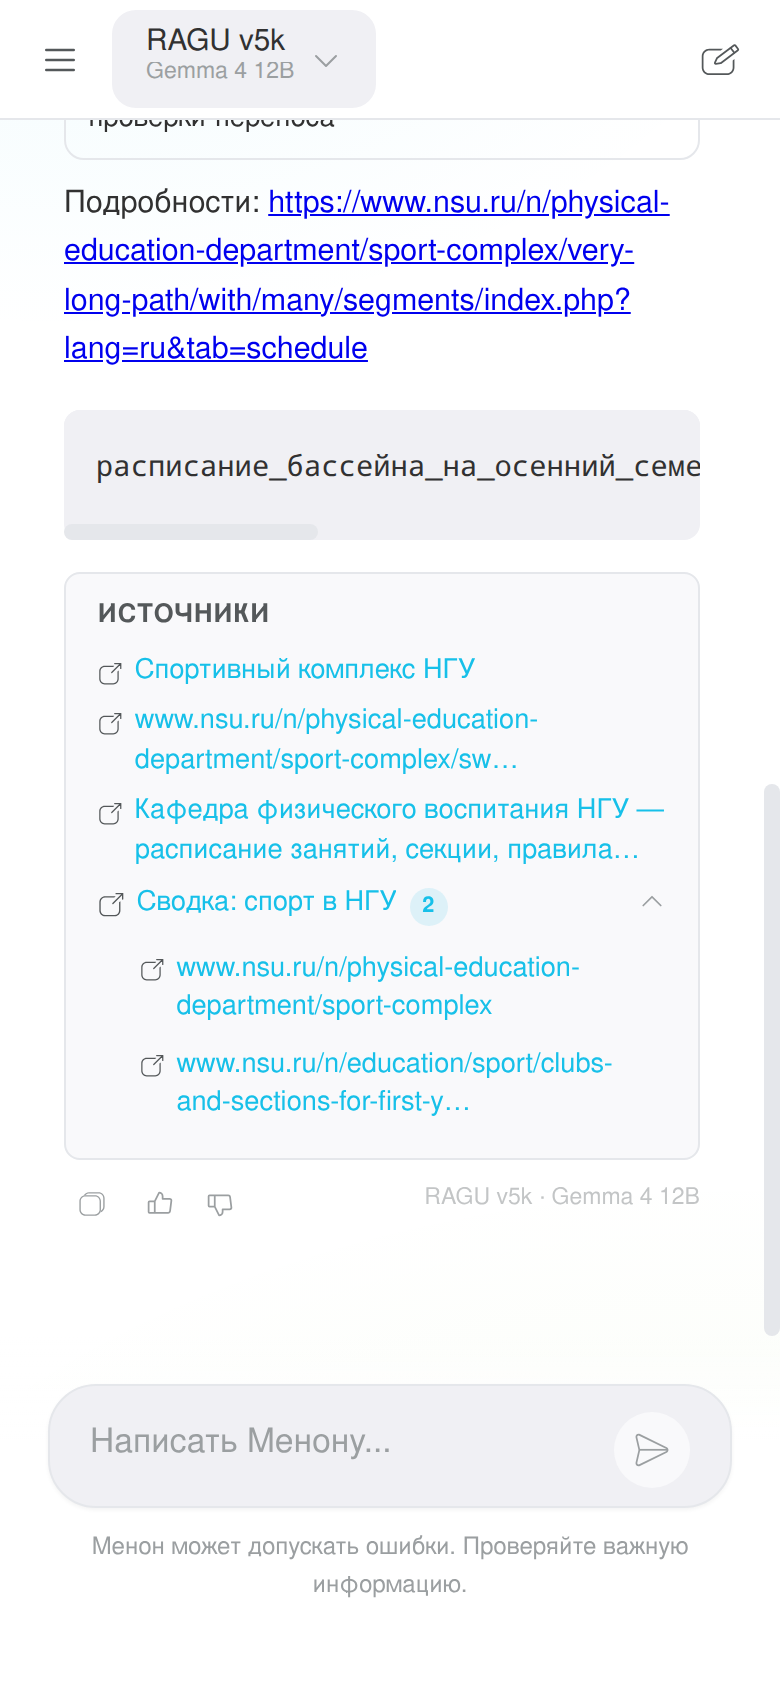 RAGU v5k
Gemma 4 12B
проверки переноса
Подробности: https://www.nsu.ru/n/physical-
education-department/sport-complex/very-
long-path/with/many/segments/index.php?
lang=ru&tab=schedule
расписание_бассейна_на_осенний_семе
ИСТОЧНИКИ
Спортивный комплекс НГУ
www.nsu.ru/n/physical-education-
department/sport-complex/sw…
Кафедра физического воспитания НГУ —
расписание занятий, секции, правила…
Сводка: спорт в НГУ 2
www.nsu.ru/n/physical-education-
department/sport-complex
www.nsu.ru/n/education/sport/clubs-
and-sections-for-first-y…
RAGU v5k · Gemma 4 12B
Написать Менону...
Менон может допускать ошибки. Проверяйте важную
информацию.